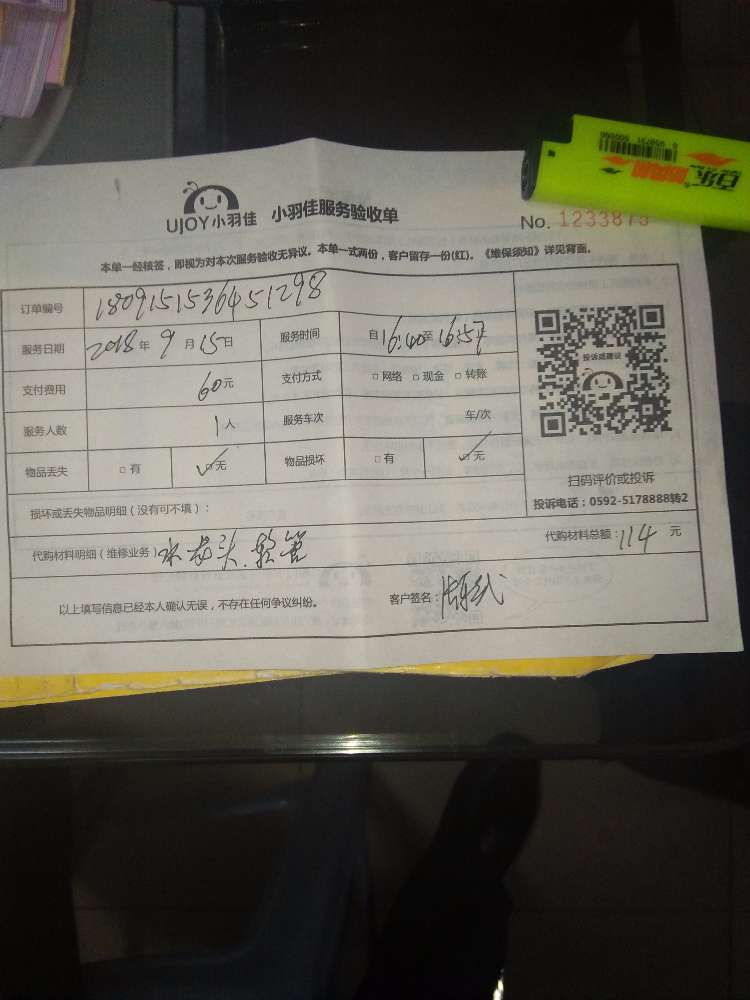 UJOY小羽佳 小羽佳服务验收单
No. 1233875
本单一经核签，即视为对本次服务验收无异议。本单一式两份，客户留存一份(红)。《维保须知》详见背面。
订单编号 180915153645​1298
服务日期 2018年9月15日 服务时间 自16:40至16:57止
支付费用 60元 支付方式 □网络 □现金 □转账
服务人数 1人 服务车次 车/次
物品丢失 □有 ☑无 物品损坏 □有 ☑无
投诉或建议
扫码评价或投诉
投诉电话：0592-5178888转2
损坏或丢失物品明细（没有可不填）：
代购材料明细（维修业务） 水龙头.软管 代购材料总额：114元
以上填写信息已经本人确认无误，不存在任何争议纠纷。 客户签名：